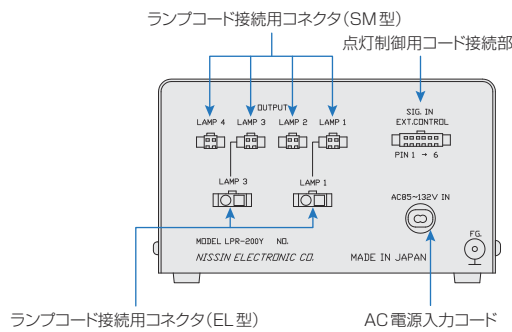 ランプコード接続用コネクタ(SM型)
点灯制御用コード接続部
OUTPUT
LAMP 4 LAMP 3 LAMP 2 LAMP 1
SIG. IN
EXT.CONTROL
PIN 1 → 6
LAMP 3 LAMP 1
AC85~132V IN
FG.
MODEL LPR-200Y NO.
NISSIN ELECTRONIC CO.
MADE IN JAPAN
ランプコード接続用コネクタ(EL型)
AC電源入力コード